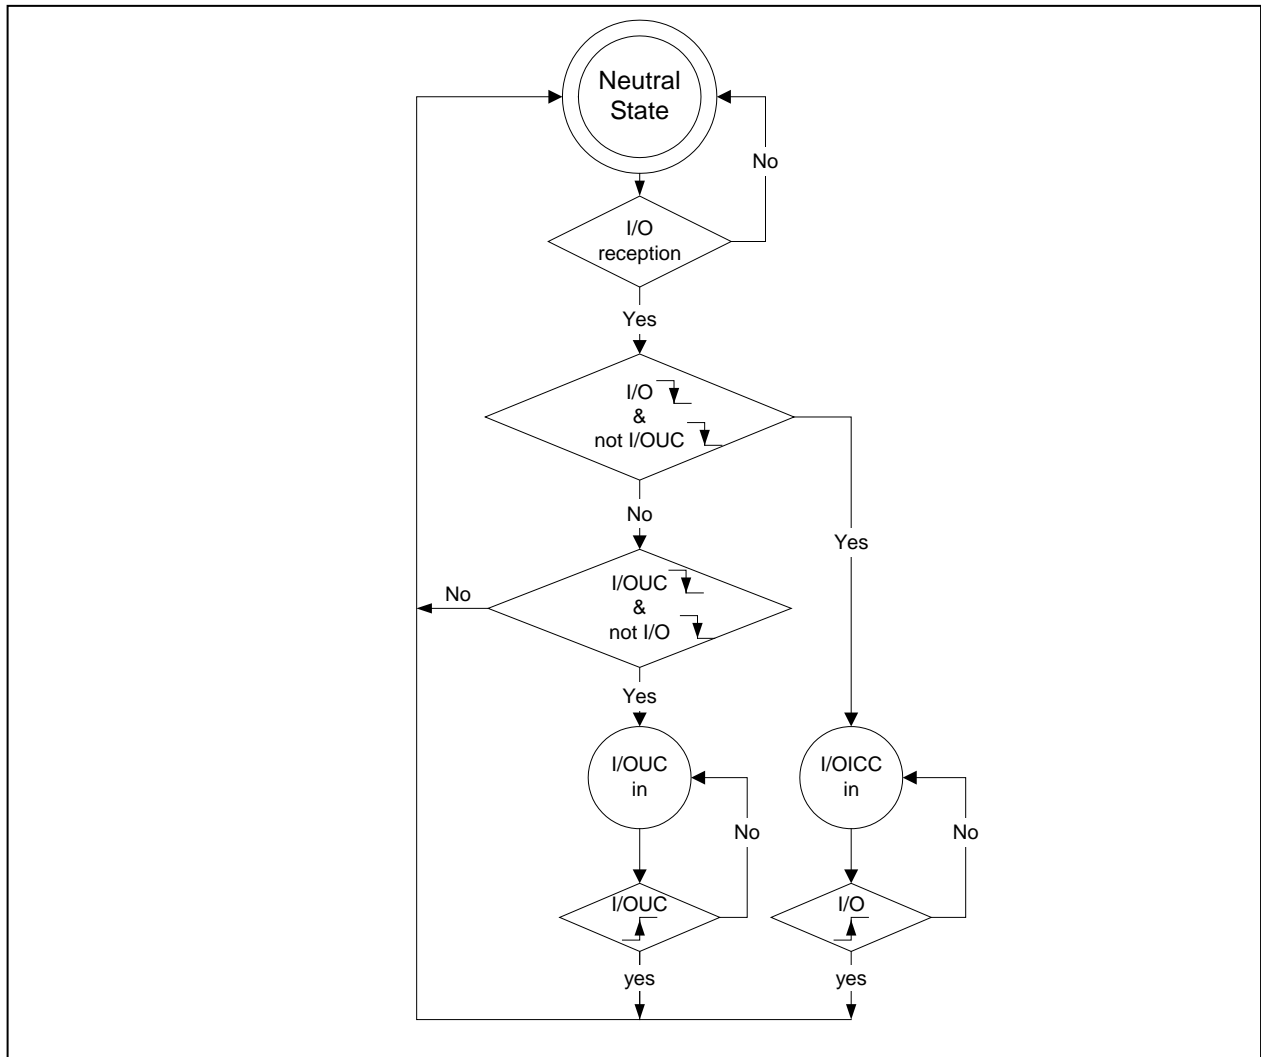 Neutral
State
No
I/O
reception
Yes
I/O
&
not I/OUC
No
Yes
I/OUC
&
not I/O
No
Yes
I/OUC
in
I/OICC
in
No
No
I/OUC
I/O
yes
yes